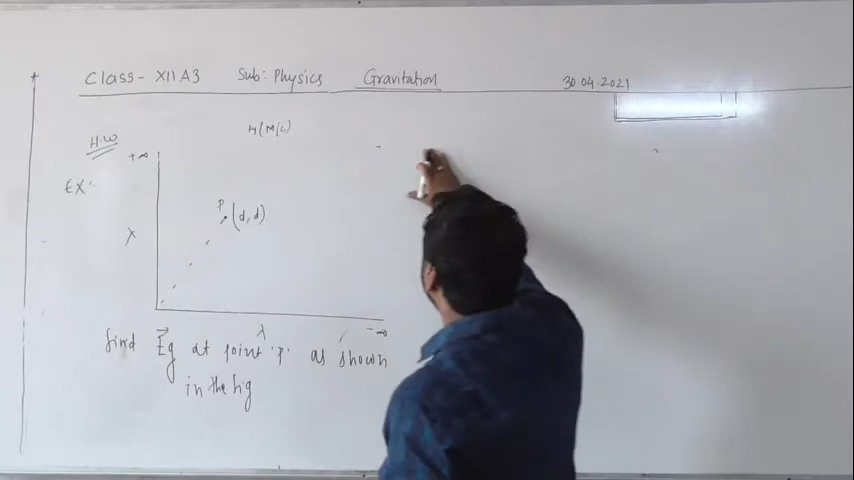 Class - XII A3 Sub: Physics Gravitation 30.04.2021
H.W
+∞
EX:
P (d, d)
λ
λ -∞
find Eg at point 'P' as shown
in the fig